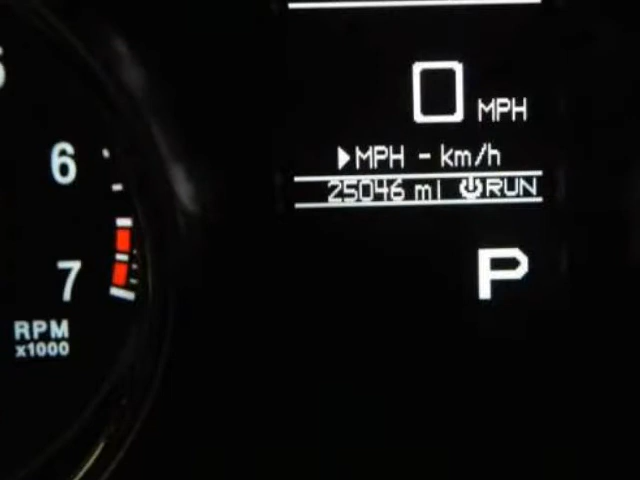 6
7
RPM
x1000
0 MPH
▶MPH - km/h
25046 mi ⏻RUN
P